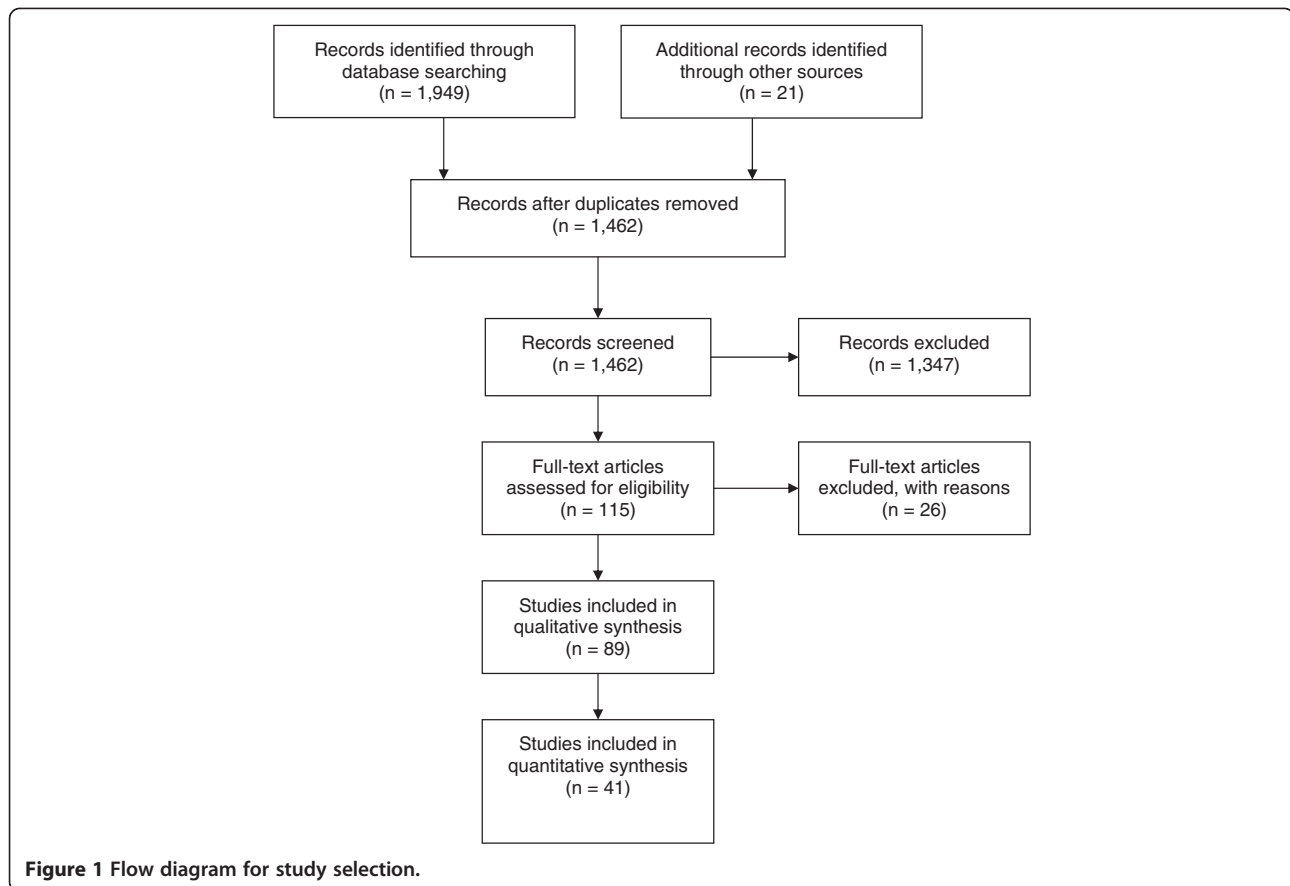 Records identified through
database searching
(n = 1,949)
Additional records identified
through other sources
(n = 21)
Records after duplicates removed
(n = 1,462)
Records screened
(n = 1,462)
Records excluded
(n = 1,347)
Full-text articles
assessed for eligibility
(n = 115)
Full-text articles
excluded, with reasons
(n = 26)
Studies included in
qualitative synthesis
(n = 89)
Studies included in
quantitative synthesis
(n = 41)
Figure 1 Flow diagram for study selection.